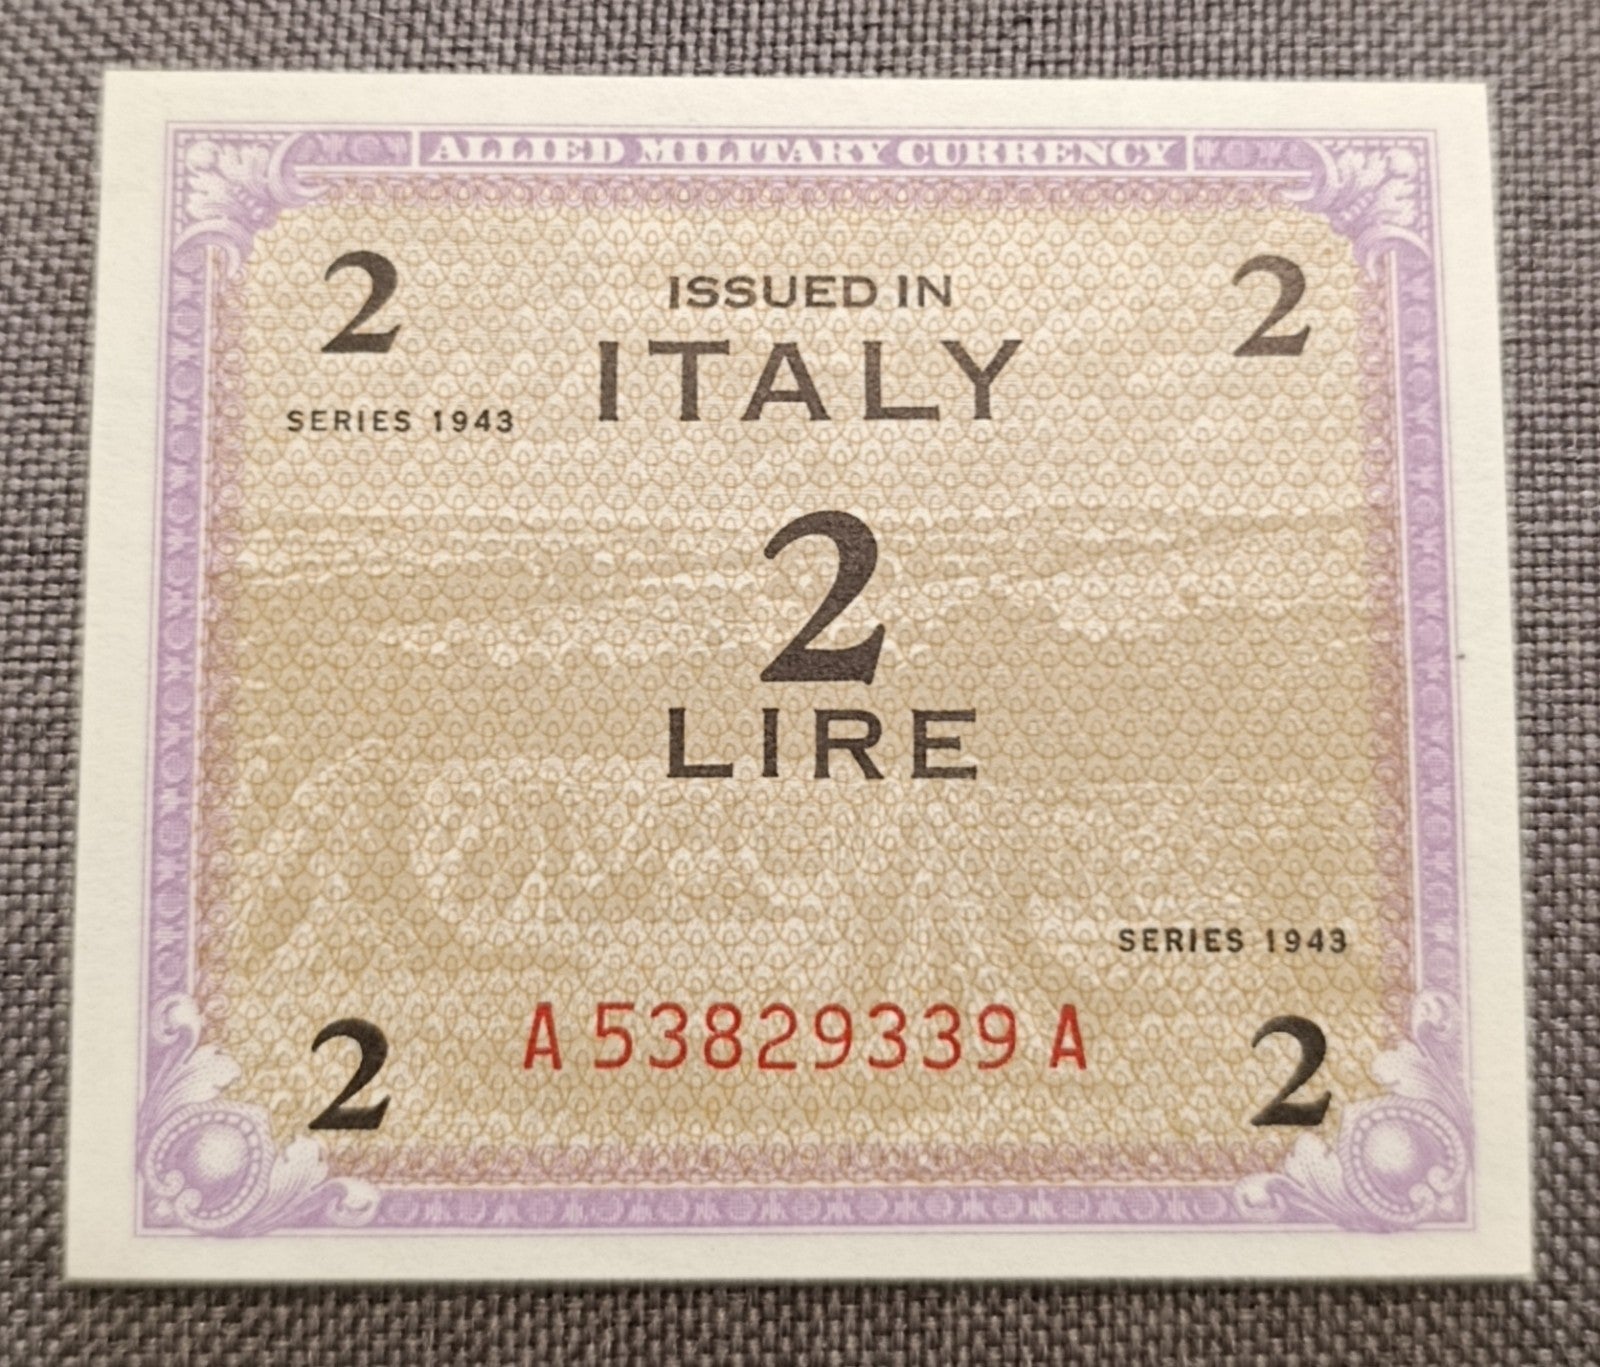 ALLIED MILITARY CURRENCY
2 ISSUED IN 2
ITALY
SERIES 1943
2
LIRE
SERIES 1943
A 53829339 A
2 2